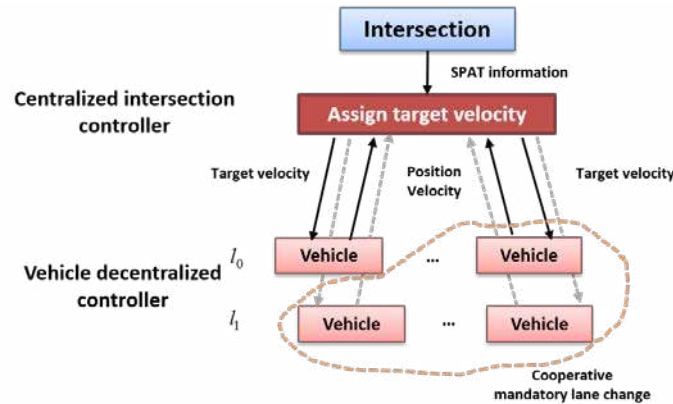 Intersection
SPAT information
Centralized intersection
controller
Assign target velocity
Target velocity
Position
Velocity
Target velocity
Vehicle decentralized
controller
l0
Vehicle
...
Vehicle
l1
Vehicle
...
Vehicle
Cooperative
mandatory lane change